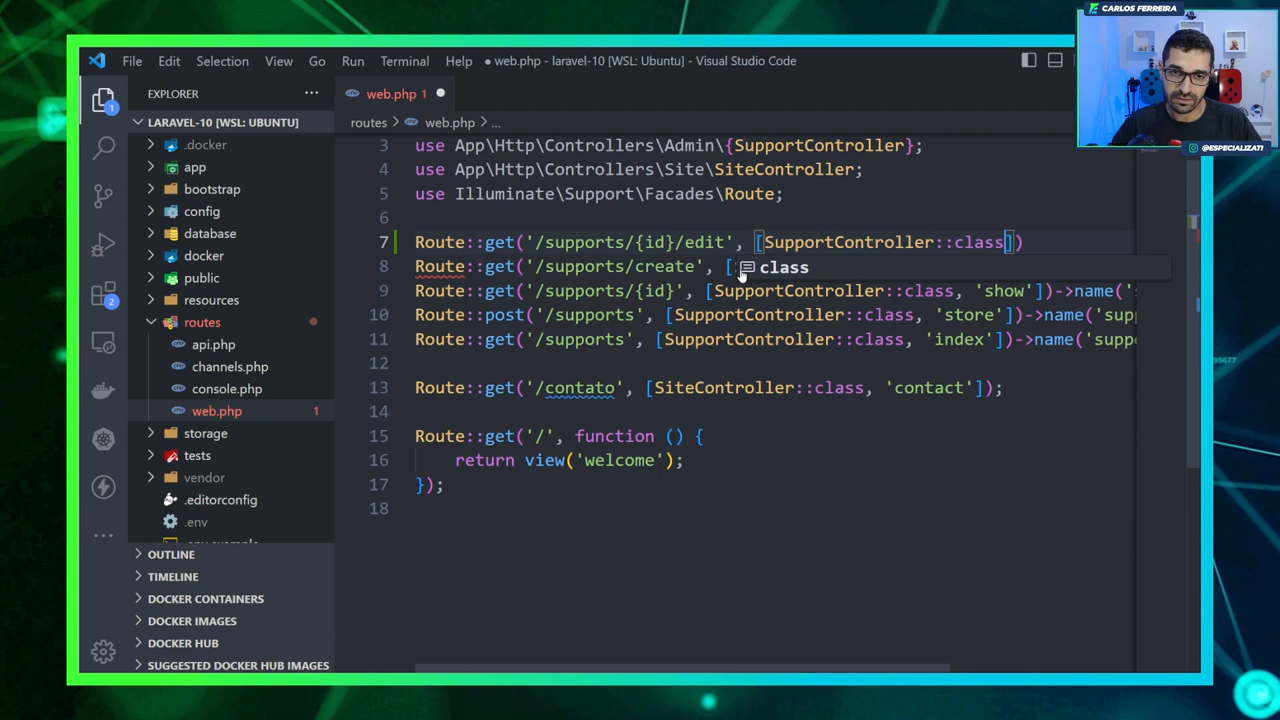 CARLOS FERREIRA
@ESPECIALIZATI
File Edit Selection View Go Run Terminal Help ● web.php - laravel-10 [WSL: Ubuntu] - Visual Studio Code
EXPLORER ···
web.php 1 ●
LARAVEL-10 [WSL: UBUNTU]
routes > web.php > ...
.docker
app
bootstrap
config
database
docker
public
resources
routes
api.php
channels.php
console.php
web.php 1
storage
tests
vendor
.editorconfig
.env
OUTLINE
TIMELINE
DOCKER CONTAINERS
DOCKER IMAGES
DOCKER HUB
SUGGESTED DOCKER HUB IMAGES
1
2
3 use App\Http\Controllers\Admin\{SupportController};
4 use App\Http\Controllers\Site\SiteController;
5 use Illuminate\Support\Facades\Route;
6
7 Route::get('/supports/{id}/edit', [SupportController::class])
8 Route::get('/supports/create', [
class
9 Route::get('/supports/{id}', [SupportController::class, 'show'])->name('s
10 Route::post('/supports', [SupportController::class, 'store'])->name('supp
11 Route::get('/supports', [SupportController::class, 'index'])->name('suppo
12
13 Route::get('/contato', [SiteController::class, 'contact']);
14
15 Route::get('/', function () {
16 return view('welcome');
17 });
18